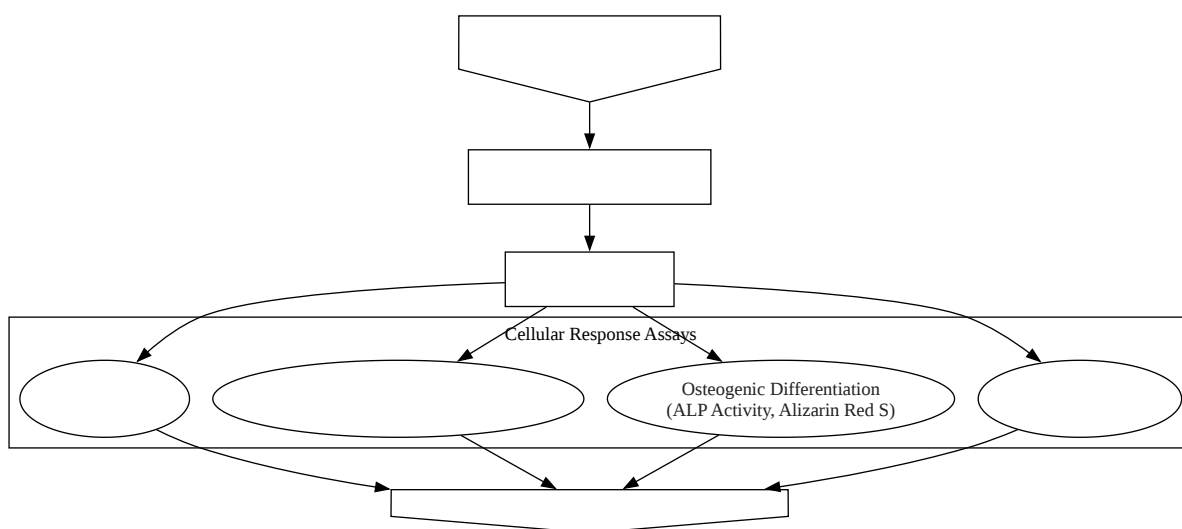 Cellular Response Assays
Osteogenic Differentiation
(ALP Activity, Alizarin Red S)